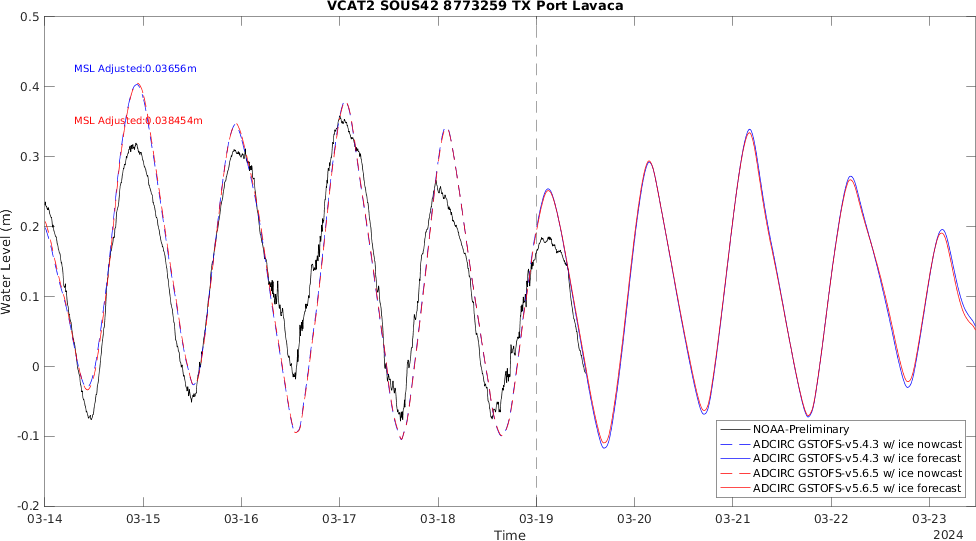 VCAT2 SOUS42 8773259 TX Port Lavaca
0.5
0.4
0.3
0.2
0.1
0
-0.1
-0.2
Water Level (m)
MSL Adjusted:0.03656m
MSL Adjusted:0.038454m
NOAA-Preliminary
ADCIRC GSTOFS-v5.4.3 w/ ice nowcast
ADCIRC GSTOFS-v5.4.3 w/ ice forecast
ADCIRC GSTOFS-v5.6.5 w/ ice nowcast
ADCIRC GSTOFS-v5.6.5 w/ ice forecast
03-14 03-15 03-16 03-17 03-18 03-19 03-20 03-21 03-22 03-23
Time
2024